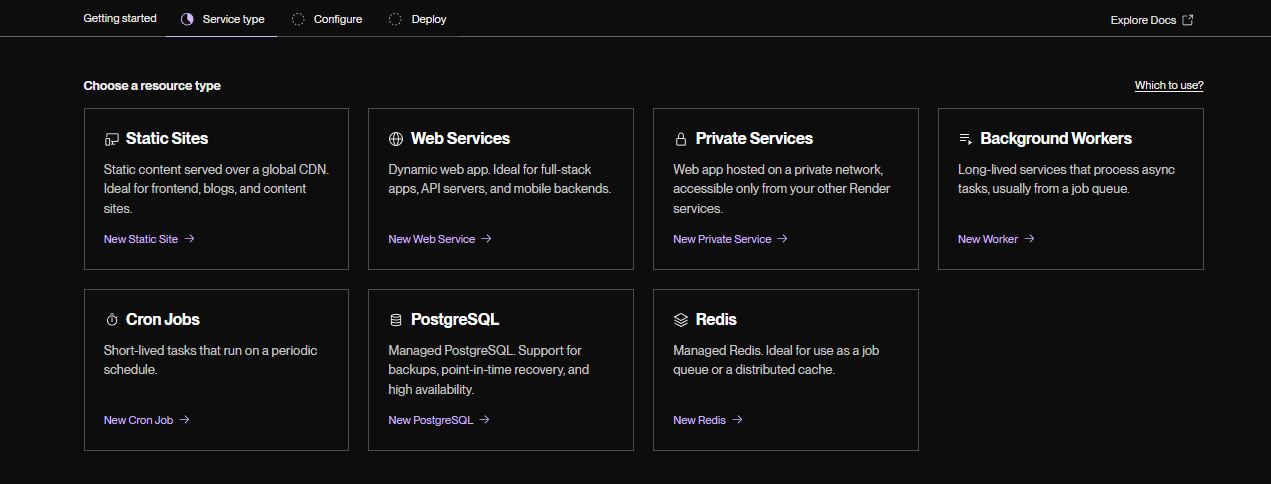 Getting started
Service type
Configure
Deploy
Explore Docs
Choose a resource type
Which to use?
Static Sites
Static content served over a global CDN.
Ideal for frontend, blogs, and content
sites.
New Static Site
Web Services
Dynamic web app. Ideal for full-stack
apps, API servers, and mobile backends.
New Web Service
Private Services
Web app hosted on a private network,
accessible only from your other Render
services.
New Private Service
Background Workers
Long-lived services that process async
tasks, usually from a job queue.
New Worker
Cron Jobs
Short-lived tasks that run on a periodic
schedule.
New Cron Job
PostgreSQL
Managed PostgreSQL. Support for
backups, point-in-time recovery, and
high availability.
New PostgreSQL
Redis
Managed Redis. Ideal for use as a job
queue or a distributed cache.
New Redis